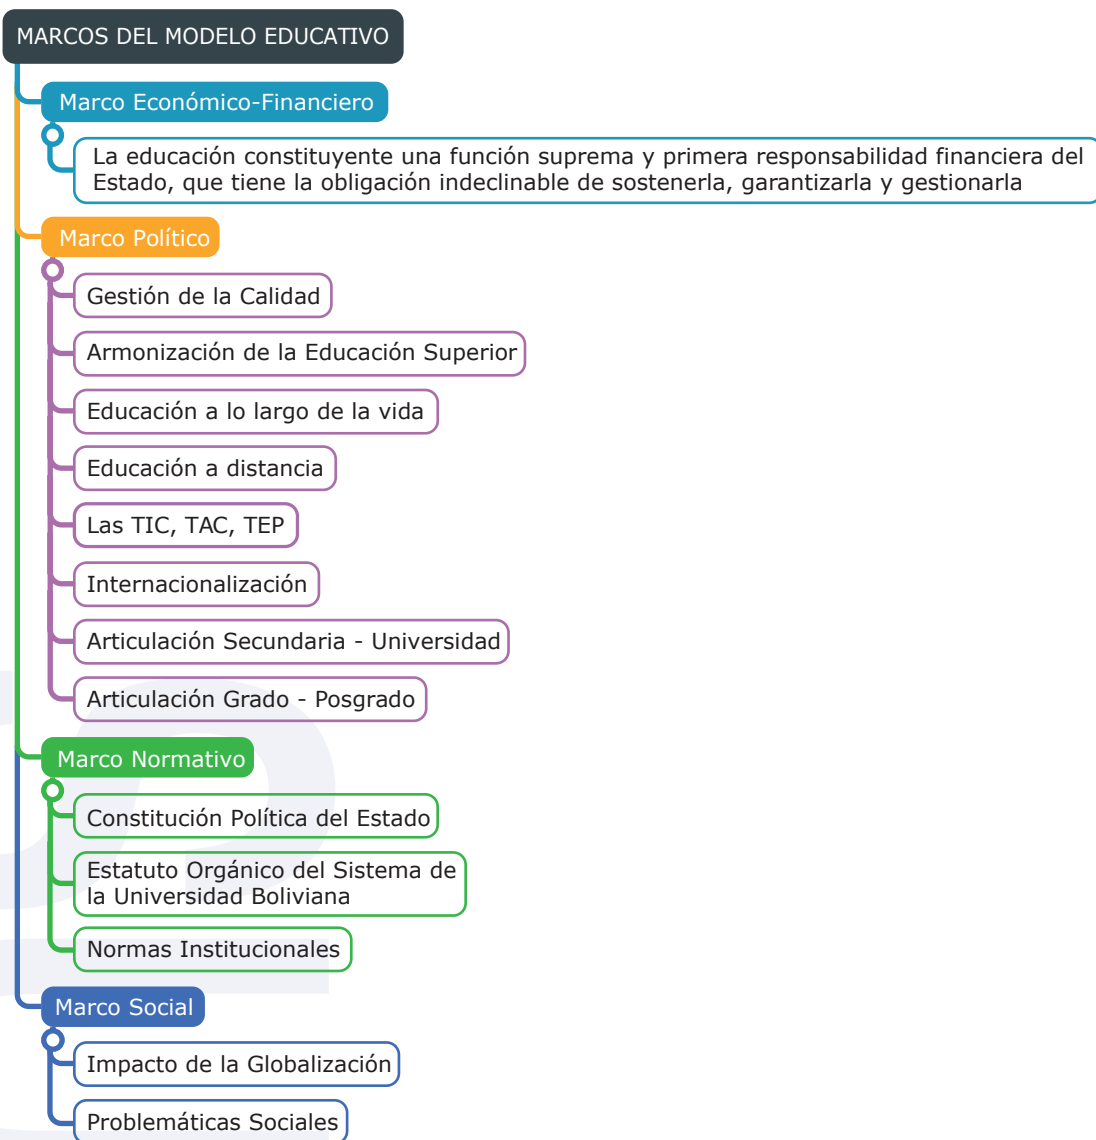 MARCOS DEL MODELO EDUCATIVO
Marco Económico-Financiero
La educación constituyente una función suprema y primera responsabilidad financiera del
Estado, que tiene la obligación indeclinable de sostenerla, garantizarla y gestionarla
Marco Político
Gestión de la Calidad
Armonización de la Educación Superior
Educación a lo largo de la vida
Educación a distancia
Las TIC, TAC, TEP
Internacionalización
Articulación Secundaria - Universidad
Articulación Grado - Posgrado
Marco Normativo
Constitución Política del Estado
Estatuto Orgánico del Sistema de
la Universidad Boliviana
Normas Institucionales
Marco Social
Impacto de la Globalización
Problemáticas Sociales